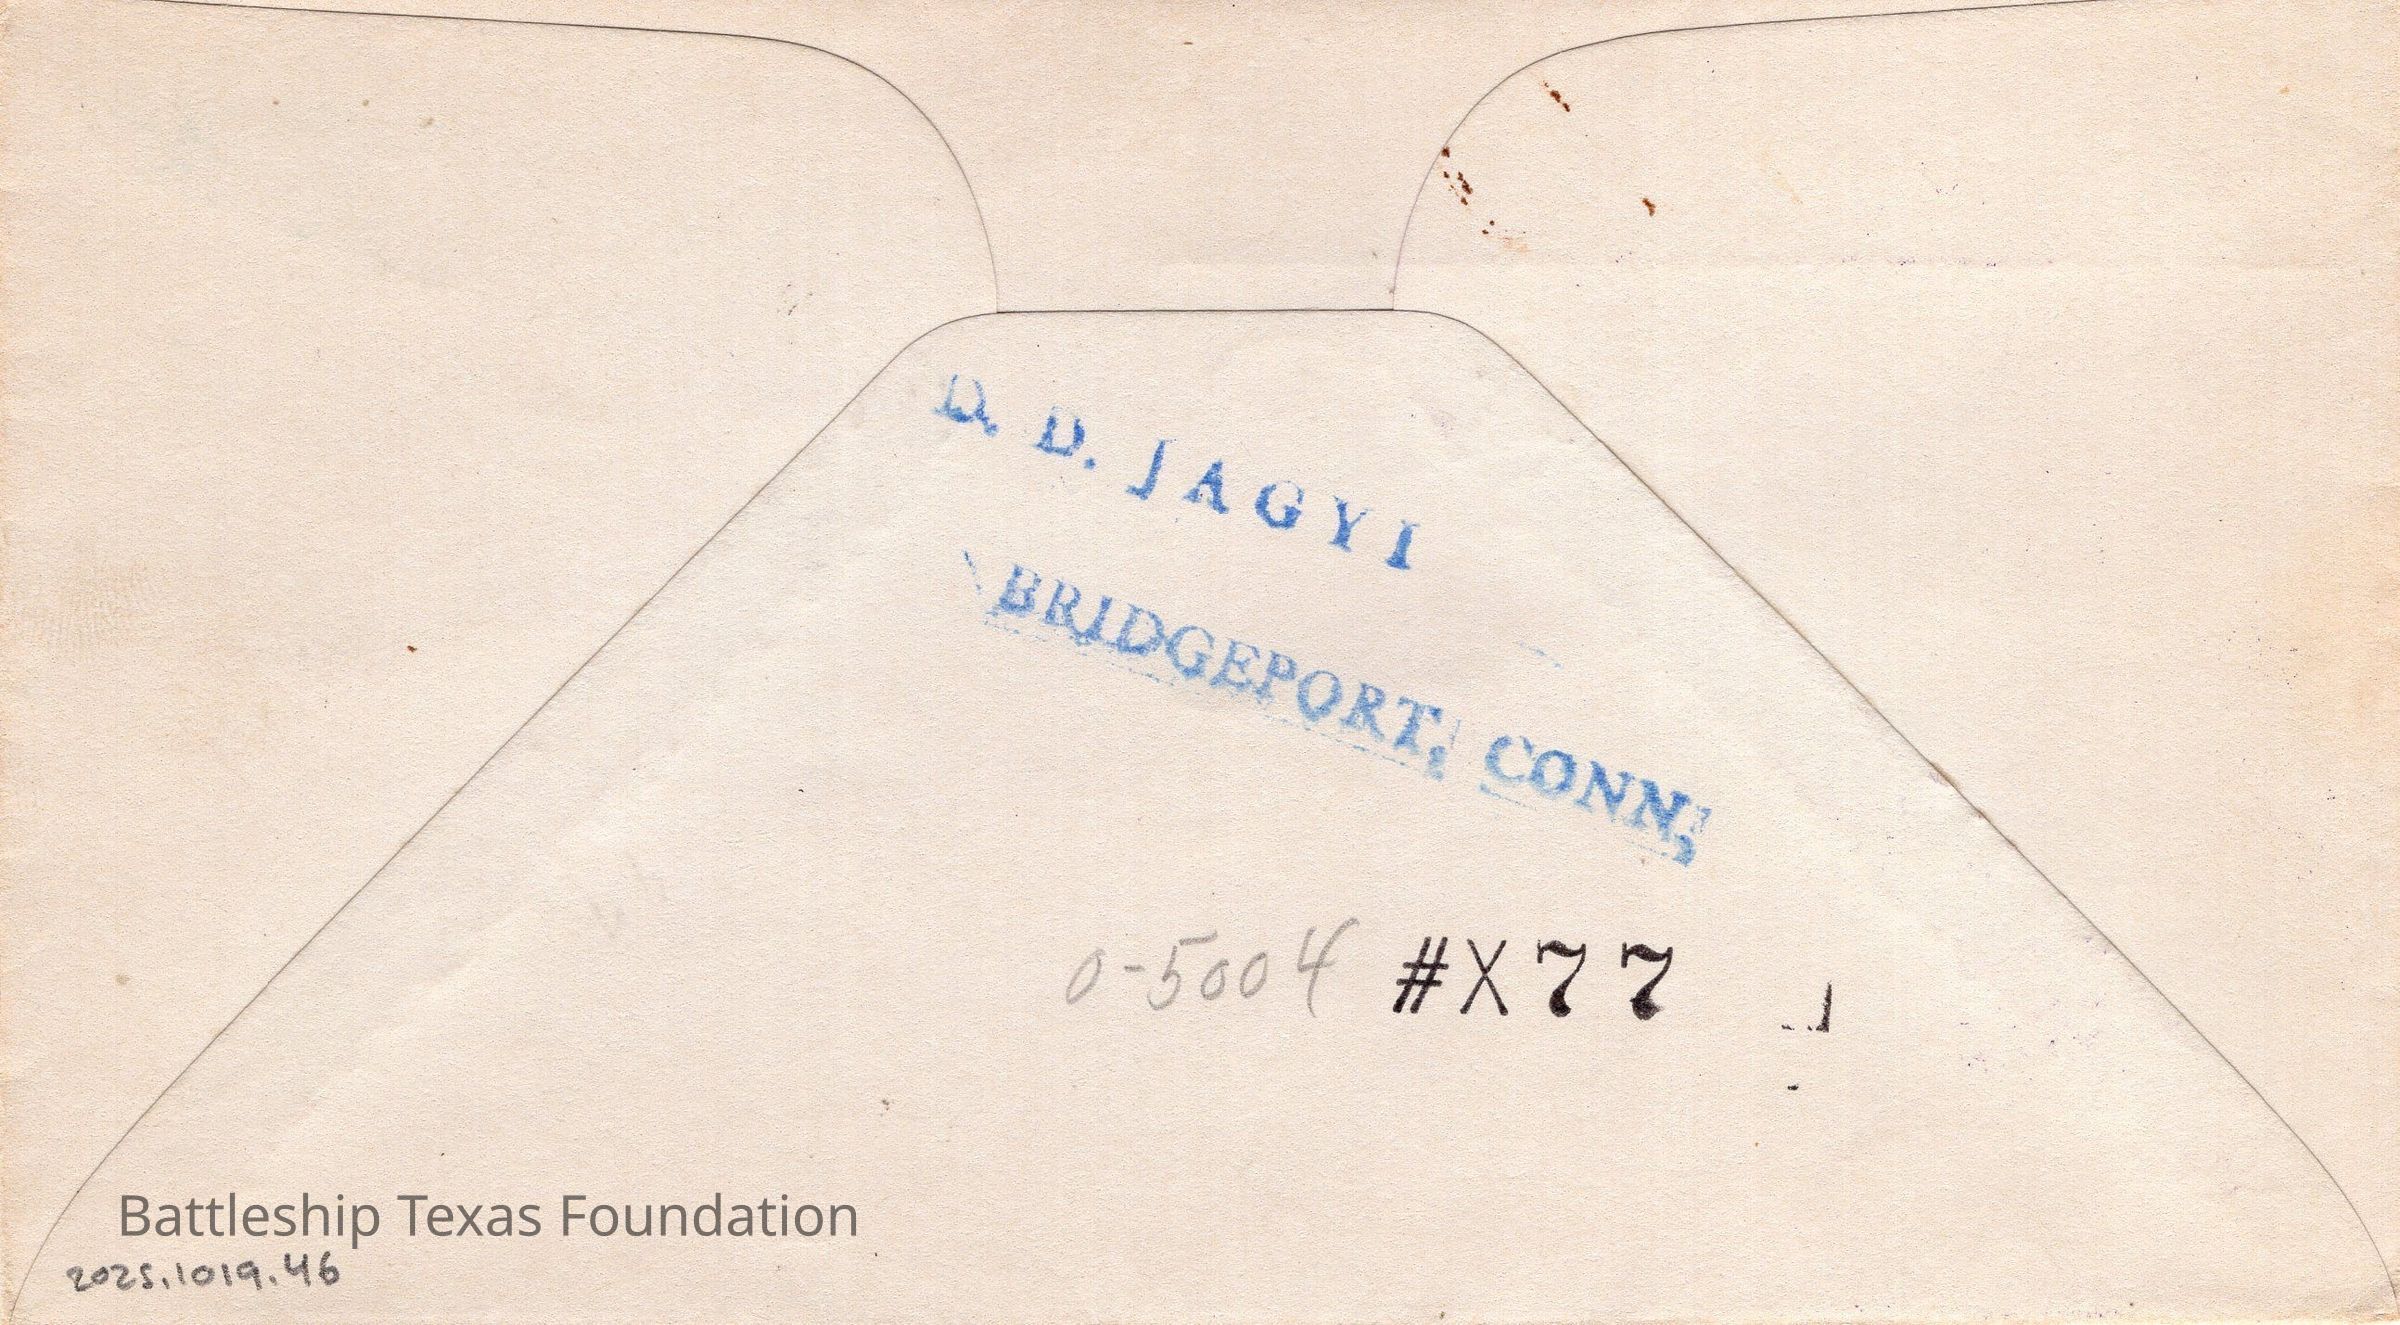 D. D. JAGYI
BRIDGEPORT, CONN,
0-5004 #X77
Battleship Texas Foundation
2025.1019.46